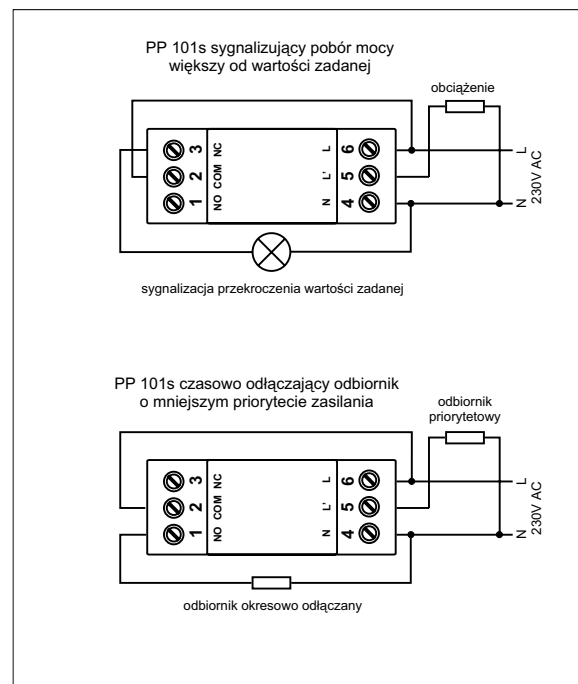 PP 101s sygnalizujący pobór mocy
większy od wartości zadanej
obciążenie
3 NC
2 COM
1 NO
L 6
L' 5
N 4
L
N
230V AC
sygnalizacja przekroczenia wartości zadanej
PP 101s czasowo odłączający odbiornik
o mniejszym priorytecie zasilania
odbiornik
priorytetowy
3 NC
2 COM
1 NO
L 6
L' 5
N 4
L
N
230V AC
odbiornik okresowo odłączany